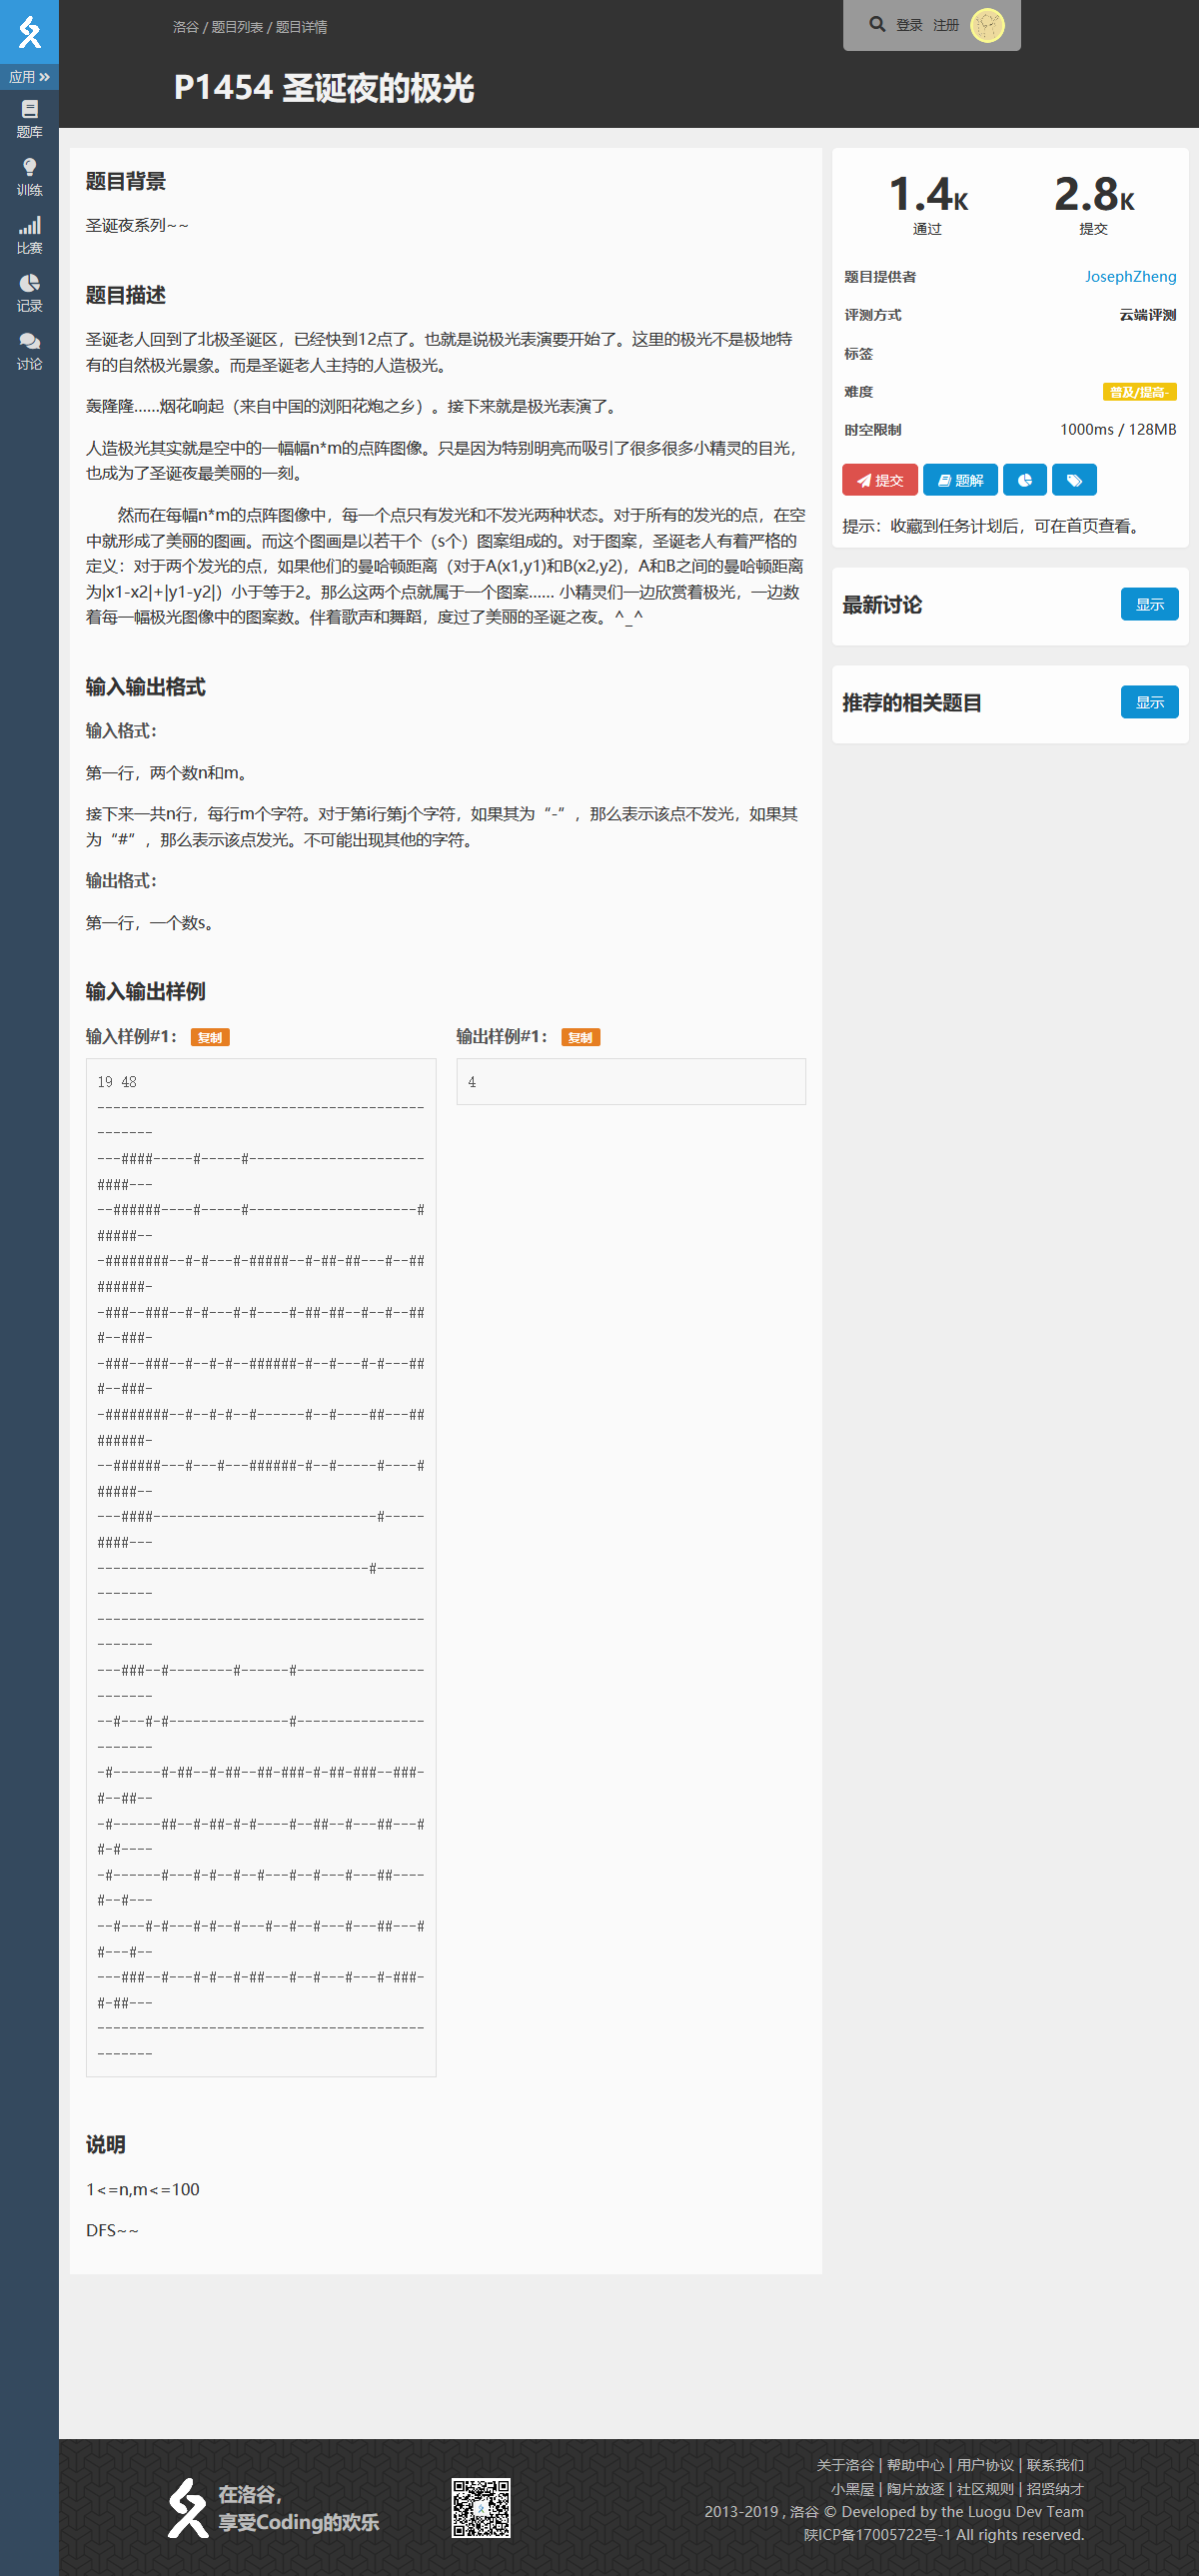 洛谷 / 题目列表 / 题目详情
登录 注册
P1454 圣诞夜的极光
应用
题库
训练
比赛
记录
讨论
题目背景
圣诞夜系列~~
题目描述
圣诞老人回到了北极圣诞区，已经快到12点了。也就是说极光表演要开始了。这里的极光不是极地特
有的自然极光景象。而是圣诞老人主持的人造极光。
轰隆隆……烟花响起（来自中国的浏阳花炮之乡）。接下来就是极光表演了。
人造极光其实就是空中的一幅幅n*m的点阵图像。只是因为特别明亮而吸引了很多很多小精灵的目光，
也成为了圣诞夜最美丽的一刻。
然而在每幅n*m的点阵图像中，每一个点只有发光和不发光两种状态。对于所有的发光的点，在空
中就形成了美丽的图画。而这个图画是以若干个（s个）图案组成的。对于图案，圣诞老人有着严格的
定义：对于两个发光的点，如果他们的曼哈顿距离（对于A(x1,y1)和B(x2,y2)，A和B之间的曼哈顿距离
为|x1-x2|+|y1-y2|）小于等于2。那么这两个点就属于一个图案…… 小精灵们一边欣赏着极光，一边数
着每一幅极光图像中的图案数。伴着歌声和舞蹈，度过了美丽的圣诞之夜。^_^
输入输出格式
输入格式：
第一行，两个数n和m。
接下来一共n行，每行m个字符。对于第i行第j个字符，如果其为“-”，那么表示该点不发光，如果其
为“#”，那么表示该点发光。不可能出现其他的字符。
输出格式：
第一行，一个数s。
输入输出样例
输入样例#1： 复制
19 48
-----------------------------------------
-------
---####-----#-----#----------------------
####---
--######----#-----#---------------------#
#####--
-########--#-#---#-#####--#-##-##---#--##
######-
-###--###--#-#---#-#----#-##-##--#--#--##
#--###-
-###--###--#--#-#--######-#--#---#-#---##
#--###-
-########--#--#-#--#------#--#----##---##
######-
--######---#---#---######-#--#-----#----#
#####--
---####----------------------------#-----
####---
----------------------------------#------
-------
-----------------------------------------
-------
---###--#--------#------#----------------
-------
--#---#-#---------------#----------------
-------
-#------#-##--#-##--##-###-#-##-###--###-
#--##--
-#------##--#-##-#-#----#--##--#---##---#
#-#----
-#------#---#-#--#--#---#--#---#---##----
#--#---
--#---#-#---#-#--#---#--#--#---#---##---#
#---#--
---###--#---#-#--#-##---#--#---#---#-###-
#-##---
-----------------------------------------
-------
输出样例#1： 复制
4
说明
1<=n,m<=100
DFS~~
1.4K
通过
2.8K
提交
题目提供者 JosephZheng
评测方式 云端评测
标签
难度 普及/提高-
时空限制 1000ms / 128MB
提交 题解
提示：收藏到任务计划后，可在首页查看。
最新讨论 显示
推荐的相关题目 显示
在洛谷，
享受Coding的欢乐
关于洛谷 | 帮助中心 | 用户协议 | 联系我们
小黑屋 | 陶片放逐 | 社区规则 | 招贤纳才
2013-2019 , 洛谷 © Developed by the Luogu Dev Team
陕ICP备17005722号-1 All rights reserved.